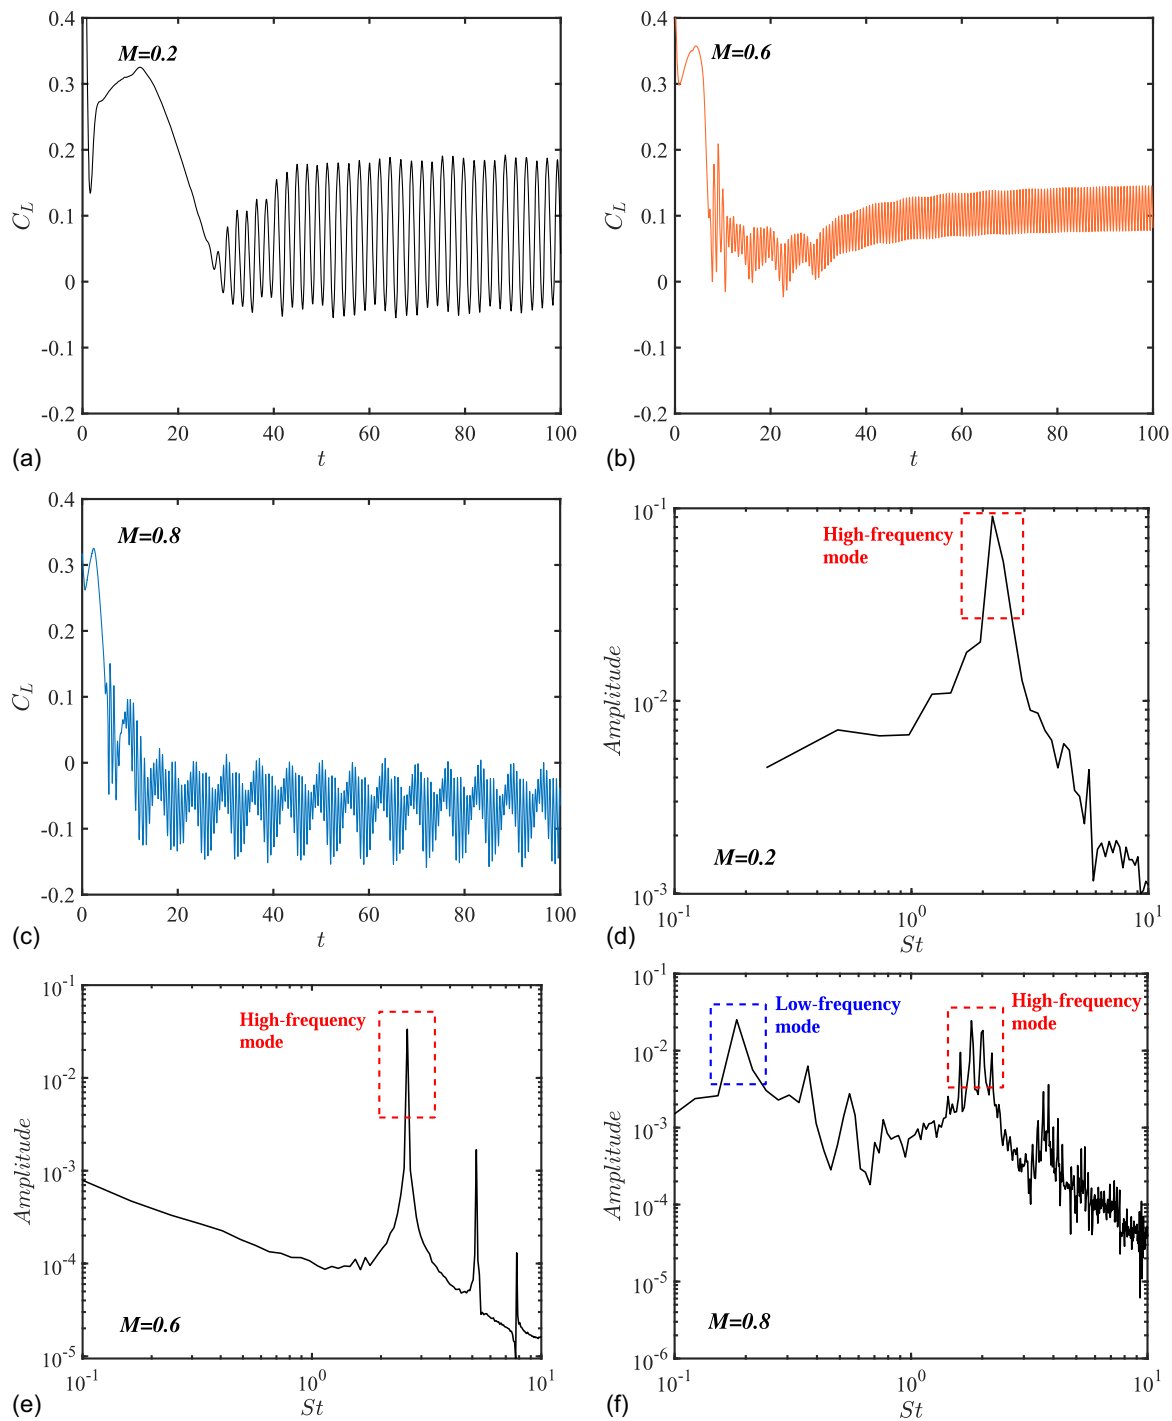 0.4
0.3
0.2
0.1
0
-0.1
-0.2
C_L
M=0.2
0 20 40 60 80 100
(a) t
0.4
0.3
0.2
0.1
0
-0.1
-0.2
C_L
M=0.6
0 20 40 60 80 100
(b) t
0.4
0.3
0.2
0.1
0
-0.1
-0.2
C_L
M=0.8
0 20 40 60 80 100
(c) t
10^-1
10^-2
10^-3
Amplitude
High-frequency
mode
M=0.2
10^-1 10^0 10^1
(d) St
10^-1
10^-2
10^-3
10^-4
10^-5
Amplitude
High-frequency
mode
M=0.6
10^-1 10^0 10^1
(e) St
10^-1
10^-2
10^-3
10^-4
10^-5
10^-6
Amplitude
Low-frequency
mode
High-frequency
mode
M=0.8
10^-1 10^0 10^1
(f) St